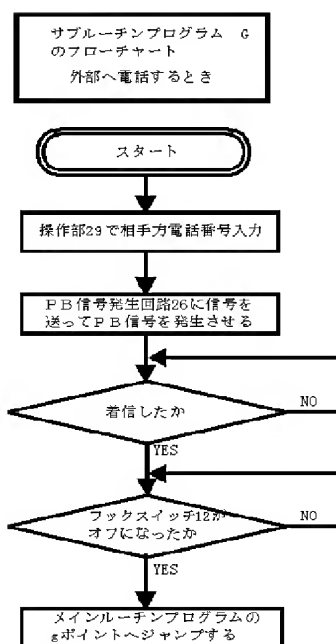 サブルーチンプログラム G
のフローチャート
外部へ電話するとき
スタート
操作部29で相手方電話番号入力
PB信号発生回路26に信号を
送ってPB信号を発生させる
着信したか
NO
YES
フックスイッチ12が
オフになったか
NO
YES
メインルーチンプログラムの
gポイントへジャンプする